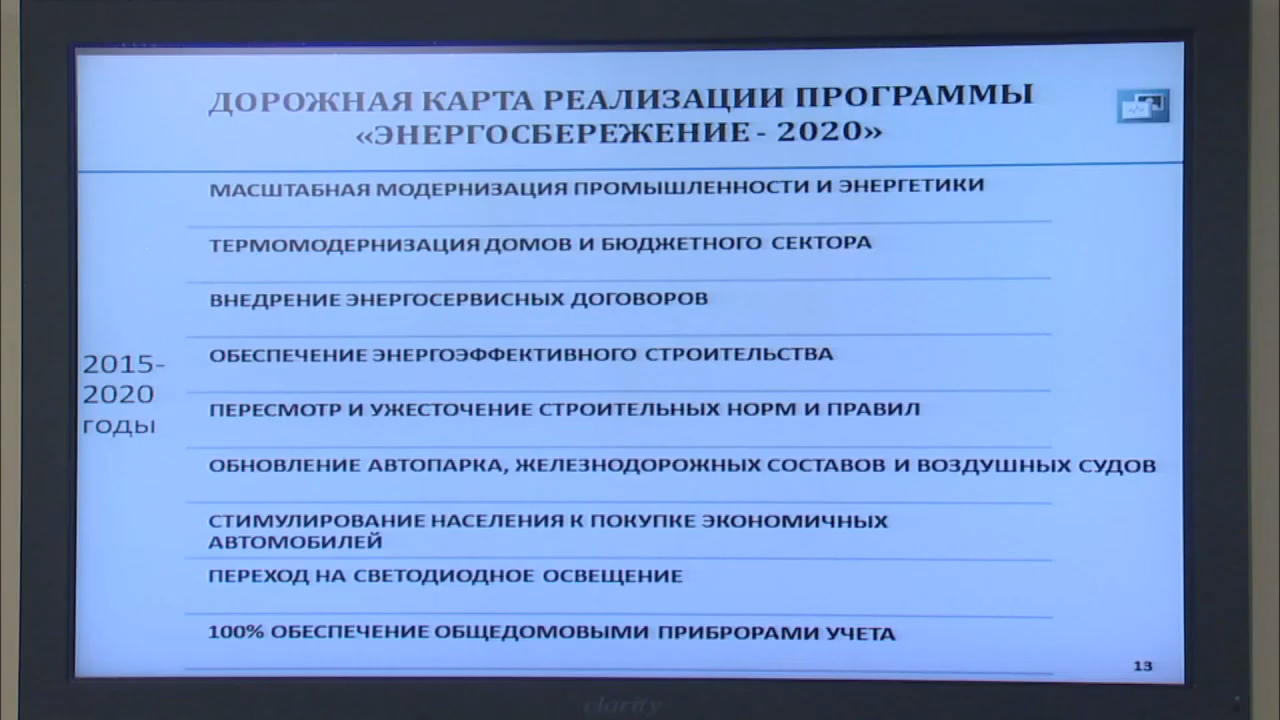 ДОРОЖНАЯ КАРТА РЕАЛИЗАЦИИ ПРОГРАММЫ
«ЭНЕРГОСБЕРЕЖЕНИЕ - 2020»
2015-
2020
годы
МАСШТАБНАЯ МОДЕРНИЗАЦИЯ ПРОМЫШЛЕННОСТИ И ЭНЕРГЕТИКИ
ТЕРМОМОДЕРНИЗАЦИЯ ДОМОВ И БЮДЖЕТНОГО СЕКТОРА
ВНЕДРЕНИЕ ЭНЕРГОСЕРВИСНЫХ ДОГОВОРОВ
ОБЕСПЕЧЕНИЕ ЭНЕРГОЭФФЕКТИВНОГО СТРОИТЕЛЬСТВА
ПЕРЕСМОТР И УЖЕСТОЧЕНИЕ СТРОИТЕЛЬНЫХ НОРМ И ПРАВИЛ
ОБНОВЛЕНИЕ АВТОПАРКА, ЖЕЛЕЗНОДОРОЖНЫХ СОСТАВОВ И ВОЗДУШНЫХ СУДОВ
СТИМУЛИРОВАНИЕ НАСЕЛЕНИЯ К ПОКУПКЕ ЭКОНОМИЧНЫХ
АВТОМОБИЛЕЙ
ПЕРЕХОД НА СВЕТОДИОДНОЕ ОСВЕЩЕНИЕ
100% ОБЕСПЕЧЕНИЕ ОБЩЕДОМОВЫМИ ПРИБРОРАМИ УЧЕТА
13
clarity